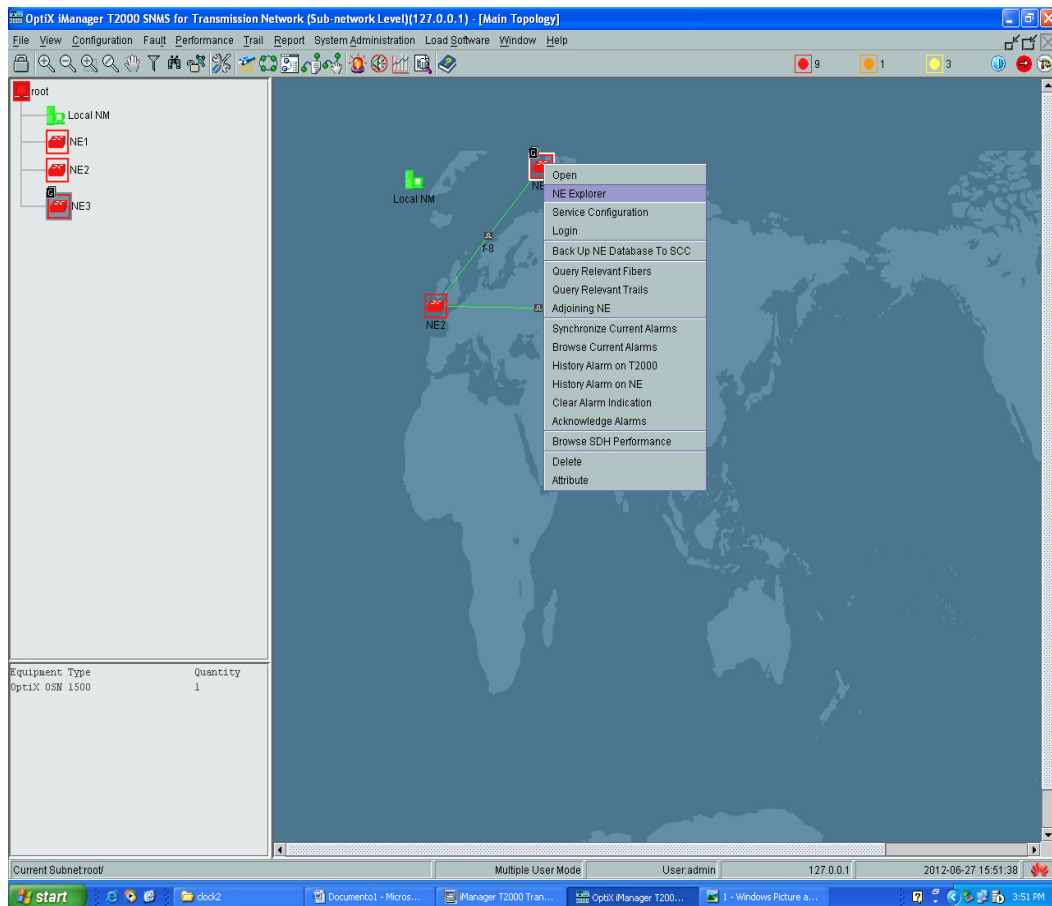 OptiX iManager T2000 SNMS for Transmission Network (Sub-network Level)(127.0.0.1) - [Main Topology]
File View Configuration Fault Performance Trail Report System Administration Load Software Window Help
9 1 3
root
Local NM
NE1
NE2
G
NE3
G
NE
Local NM
f-8
NE2
Open
NE Explorer
Service Configuration
Login
Back Up NE Database To SCC
Query Relevant Fibers
Query Relevant Trails
Adjoining NE
Synchronize Current Alarms
Browse Current Alarms
History Alarm on T2000
History Alarm on NE
Clear Alarm Indication
Acknowledge Alarms
Browse SDH Performance
Delete
Attribute
Equipment Type Quantity
OptiX OSN 1500 1
Current Subnet:root/ Multiple User Mode User:admin 127.0.0.1 2012-06-27 15:51:38
start clock2 Documento1 - Micros... iManager T2000 Tran... OptiX iManager T200... 1 - Windows Picture a... 3:51 PM